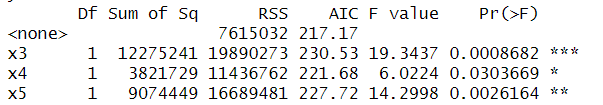 Df Sum of Sq RSS AIC F value Pr(>F)
<none> 7615032 217.17
x3 1 12275241 19890273 230.53 19.3437 0.0008682 ***
x4 1 3821729 11436762 221.68 6.0224 0.0303669 *
x5 1 9074449 16689481 227.72 14.2998 0.0026164 **